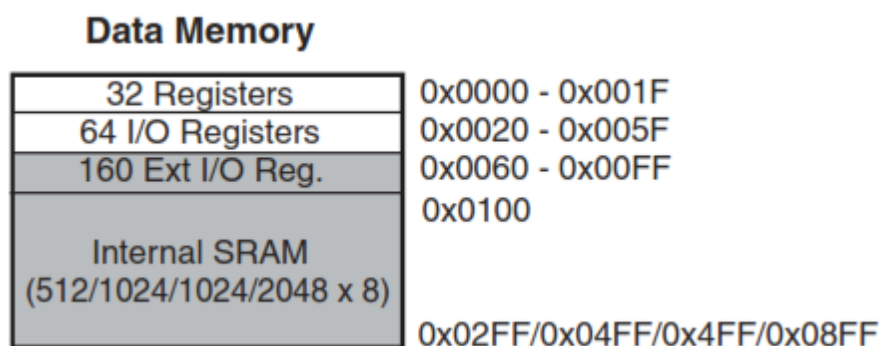 Data Memory
32 Registers 0x0000 - 0x001F
64 I/O Registers 0x0020 - 0x005F
160 Ext I/O Reg. 0x0060 - 0x00FF
0x0100
Internal SRAM
(512/1024/1024/2048 x 8)
0x02FF/0x04FF/0x4FF/0x08FF